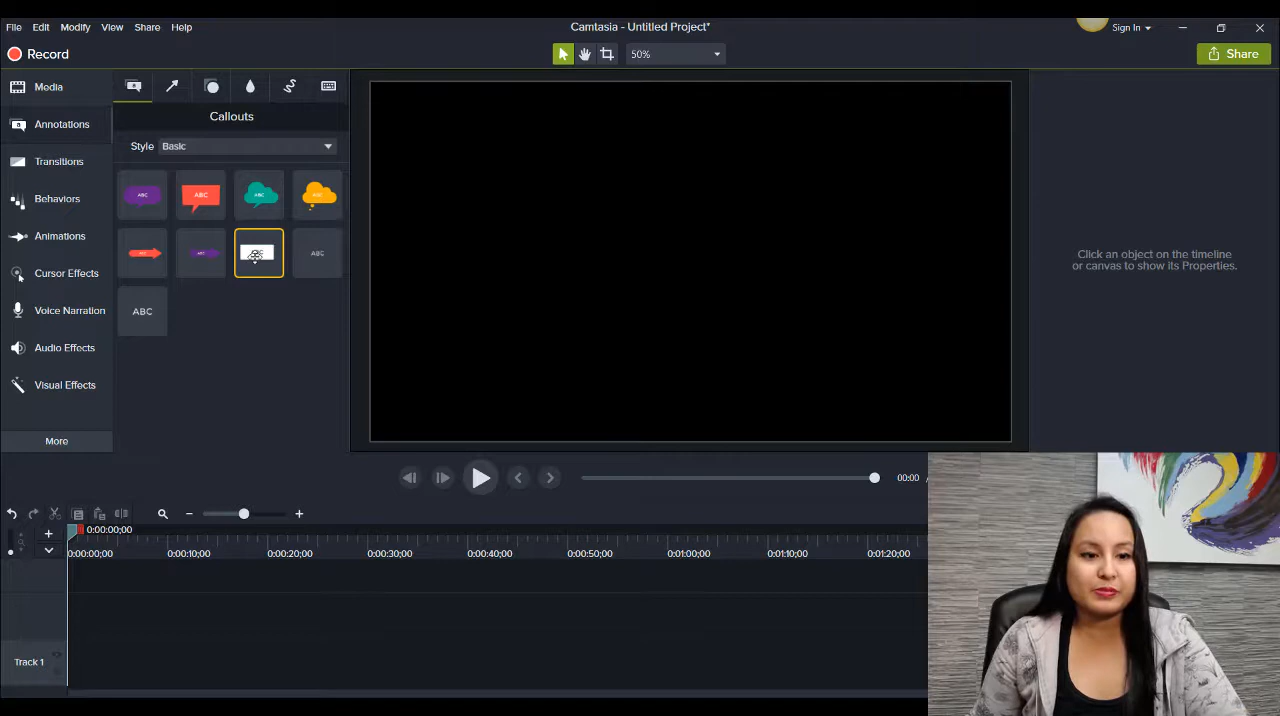 File Edit Modify View Share Help
Camtasia - Untitled Project*
Sign In
Record
50%
Share
Media
Annotations
Transitions
Behaviors
Animations
Cursor Effects
Voice Narration
Audio Effects
Visual Effects
More
Callouts
Style Basic
ABC
ABC
ABC
ABC
ABC
ABC
Click an object on the timeline
or canvas to show its Properties.
00:00 /
0:00:00;00
0:00:00;00 0:00:10;00 0:00:20;00 0:00:30;00 0:00:40;00 0:00:50;00 0:01:00;00 0:01:10;00 0:01:20;00
Track 1